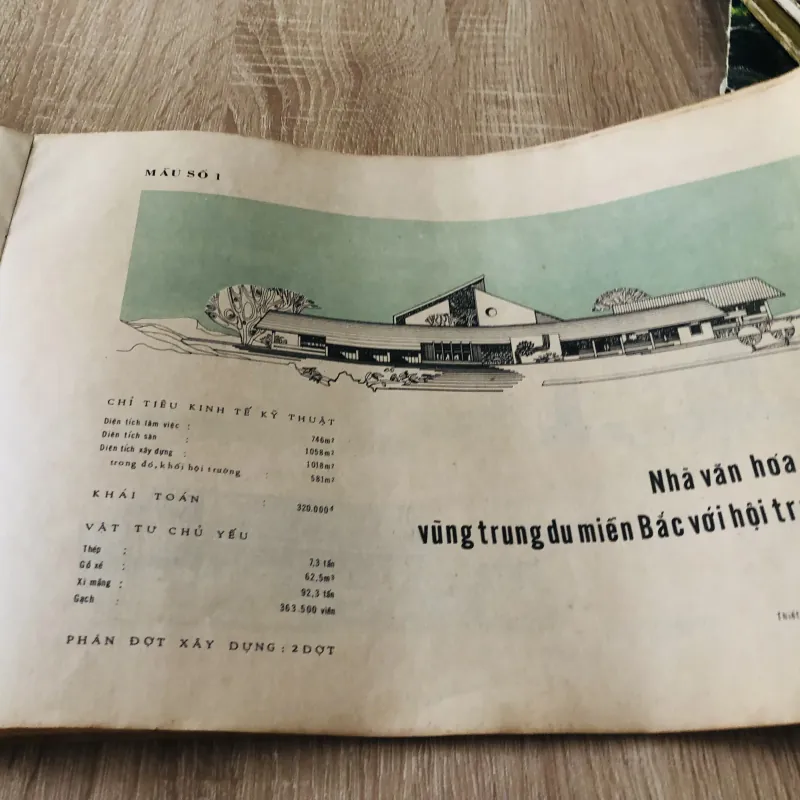 MẪU SỐ 1
CHỈ TIÊU KINH TẾ KỸ THUẬT
Diện tích làm việc : 746m²
Diện tích sàn : 1058m²
Diện tích xây dựng : 1018m²
trong đó, khối hội trường : 581m²
KHÁI TOÁN : 320.000đ
VẬT TƯ CHỦ YẾU
Thép : 7,3 tấn
Gỗ xẻ : 62,5m³
Xi măng : 92,3 tấn
Gạch : 363.500 viên
PHÂN ĐỢT XÂY DỰNG : 2 ĐỢT
Nhà văn hóa
vùng trung du miền Bắc với hội tr
Thiết